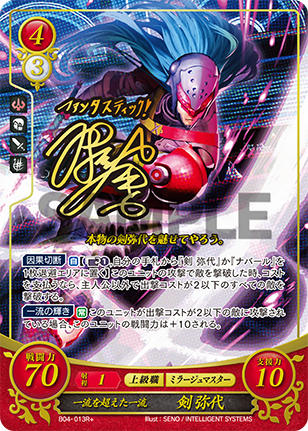 4
3
ファンタスティック!
SAMPLE
本物の剣弥代を魅せてやろう。
因果切断 自 [翻1, 自分の手札から『剣 弥代』か『ナバール』を
1枚退避エリアに置く] このユニットの攻撃で敵を撃破した時、コスト
を支払うなら、主人公以外で出撃コストが2以下のすべての敵を
撃破する。
一流の輝き 常 このユニットが出撃コストが2以下の敵に攻撃され
ている場合、このユニットの戦闘力は+10される。
戦闘力
70
射程 1 上級職 ミラージュマスター
支援力
10
一流を超えた一流 剣 弥代
B04-013R+ Illust : SENO / INTELLIGENT SYSTEMS